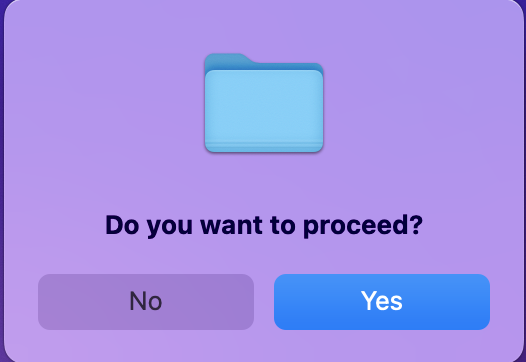 Do you want to proceed?
No
Yes